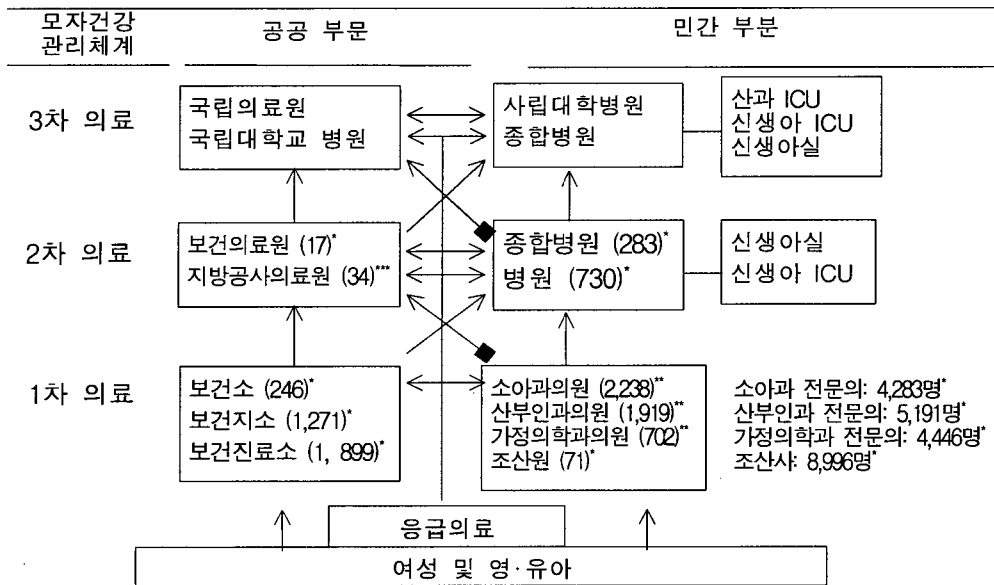 모자건강
관리체계
공공 부문
민간 부분
3차 의료
국립의료원
국립대학교 병원
사립대학병원
종합병원
산과 ICU
신생아 ICU
신생아실
2차 의료
보건의료원 (17)*
지방공사의료원 (34)***
종합병원 (283)*
병원 (730)*
신생아실
신생아 ICU
1차 의료
보건소 (246)*
보건지소 (1,271)*
보건진료소 (1, 899)*
소아과의원 (2,238)**
산부인과의원 (1,919)**
가정의학과의원 (702)**
조산원 (71)*
소아과 전문의: 4,283명*
산부인과 전문의: 5,191명*
가정의학과 전문의: 4,446명*
조산사: 8,996명*
응급의료
여성 및 영·유아